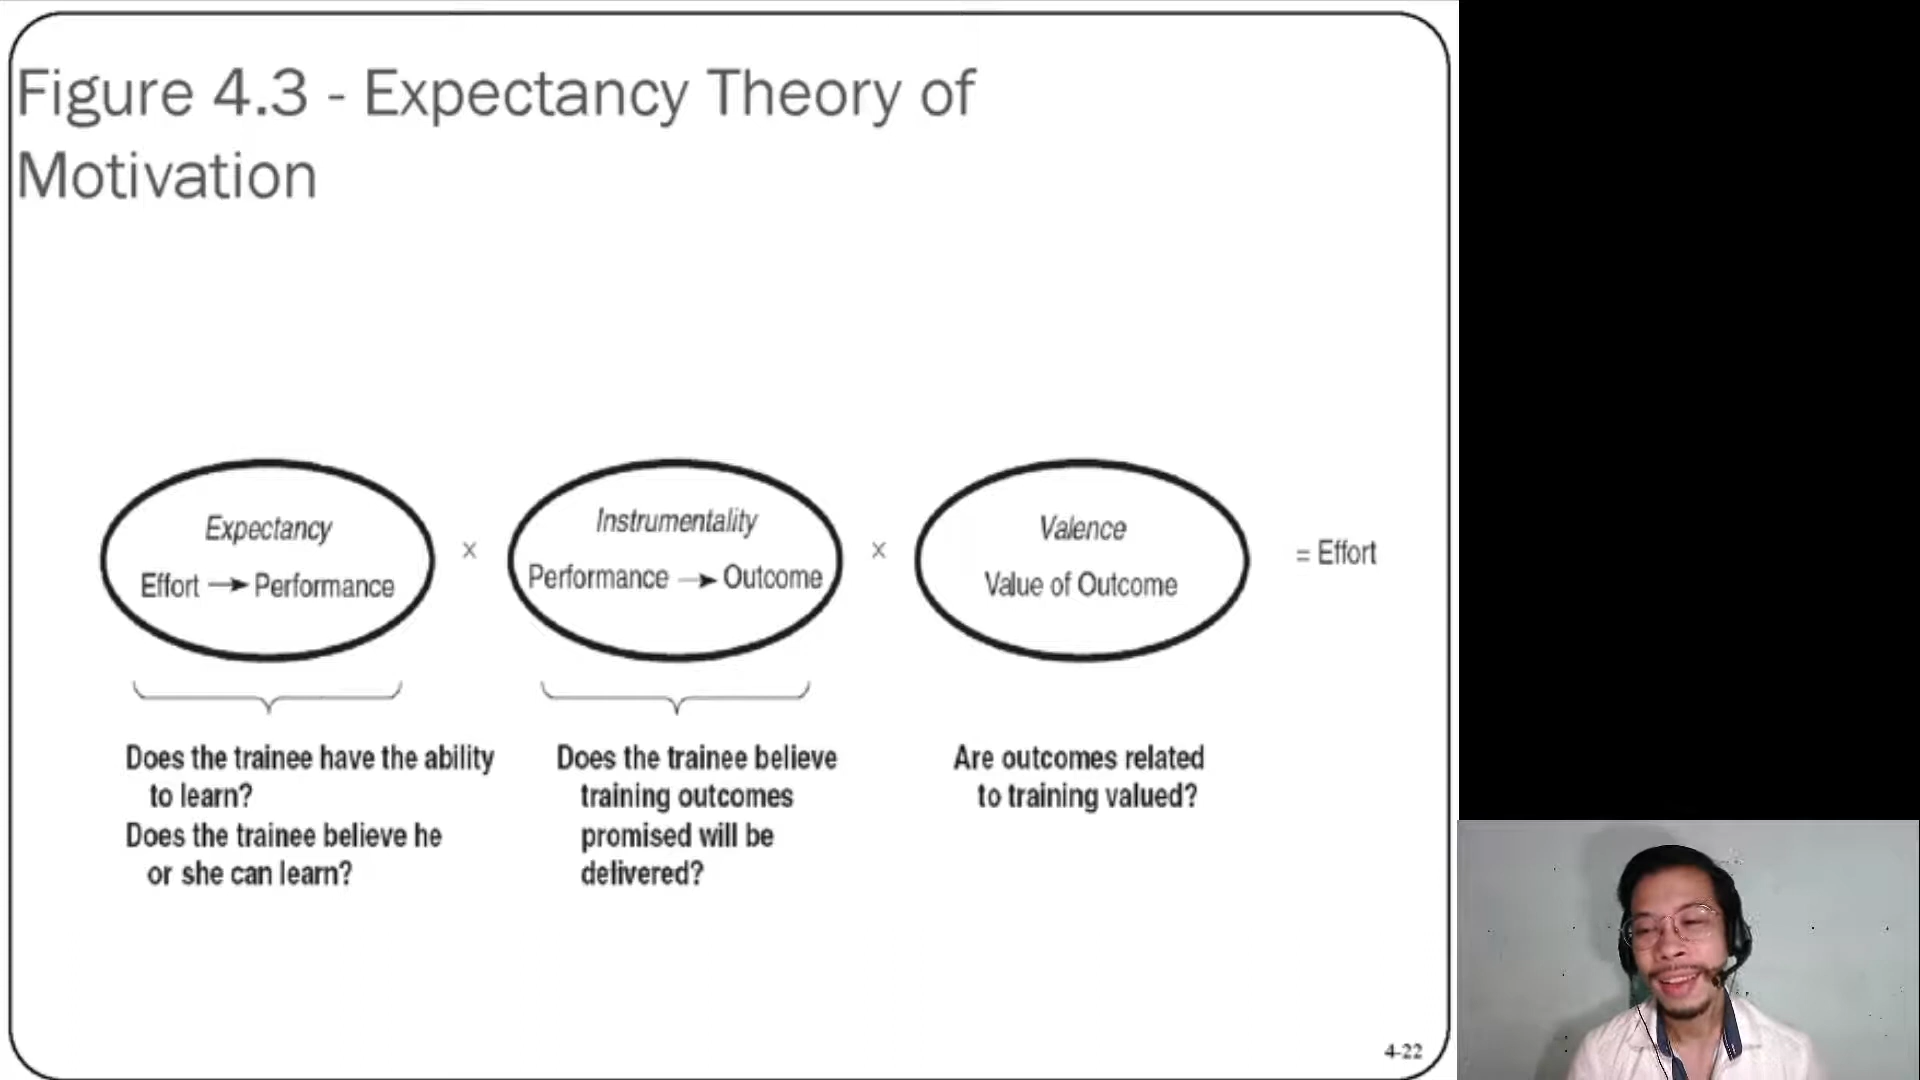 Figure 4.3 - Expectancy Theory of
Motivation
Expectancy
Effort → Performance
x
Instrumentality
Performance → Outcome
x
Valence
Value of Outcome
= Effort
Does the trainee have the ability
to learn?
Does the trainee believe he
or she can learn?
Does the trainee believe
training outcomes
promised will be
delivered?
Are outcomes related
to training valued?
4-22